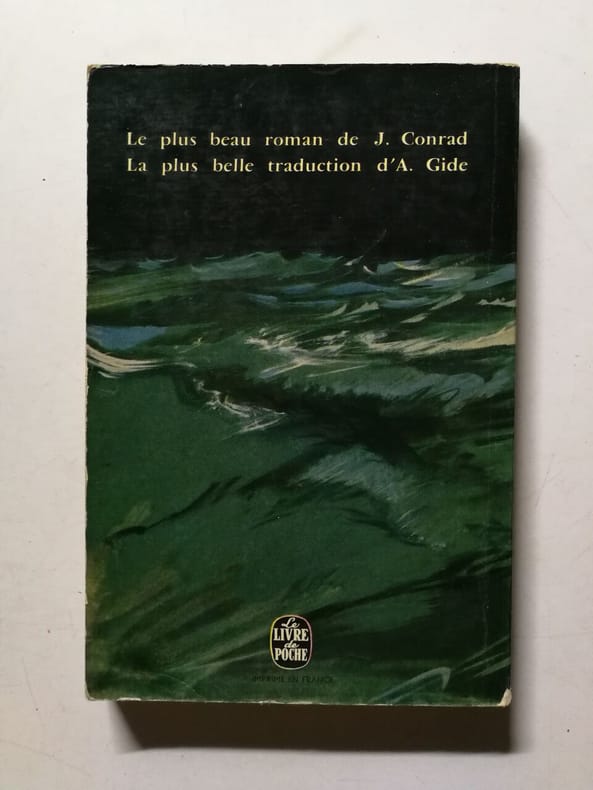 Le plus beau roman de J. Conrad
La plus belle traduction d'A. Gide
Le
LIVRE
de
POCHE
IMPRIMÉ EN FRANCE